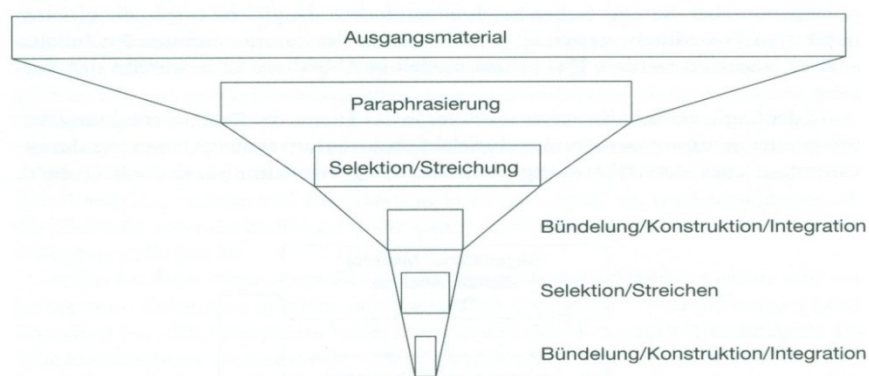 Ausgangsmaterial
Paraphrasierung
Selektion/Streichung
Bündelung/Konstruktion/Integration
Selektion/Streichen
Bündelung/Konstruktion/Integration